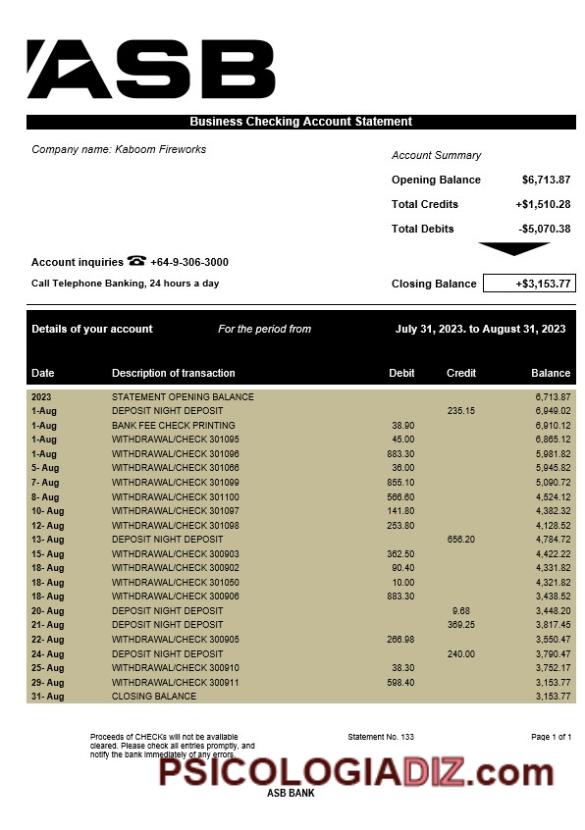 ASB
Business Checking Account Statement
Company name: Kaboom Fireworks
Account Summary
Opening Balance $6,713.87
Total Credits +$1,510.28
Total Debits -$5,070.38
Account inquiries ☎ +64-9-306-3000
Call Telephone Banking, 24 hours a day
Closing Balance +$3,153.77
Details of your account For the period from July 31, 2023. to August 31, 2023
Date Description of transaction Debit Credit Balance
2023 STATEMENT OPENING BALANCE 6,713.87
1-Aug DEPOSIT NIGHT DEPOSIT 235.15 6,949.02
1-Aug BANK FEE CHECK PRINTING 38.90 6,910.12
1-Aug WITHDRAWAL/CHECK 301095 45.00 6,865.12
1-Aug WITHDRAWAL/CHECK 301096 883.30 5,981.82
5- Aug WITHDRAWAL/CHECK 301066 36.00 5,945.82
7- Aug WITHDRAWAL/CHECK 301099 855.10 5,090.72
8- Aug WITHDRAWAL/CHECK 301100 566.60 4,524.12
10- Aug WITHDRAWAL/CHECK 301097 141.80 4,382.32
12- Aug WITHDRAWAL/CHECK 301098 253.80 4,128.52
13- Aug DEPOSIT NIGHT DEPOSIT 656.20 4,784.72
15- Aug WITHDRAWAL/CHECK 300903 362.50 4,422.22
18- Aug WITHDRAWAL/CHECK 300902 90.40 4,331.82
18- Aug WITHDRAWAL/CHECK 301050 10.00 4,321.82
18- Aug WITHDRAWAL/CHECK 300906 883.30 3,438.52
20- Aug DEPOSIT NIGHT DEPOSIT 9.68 3,448.20
21- Aug DEPOSIT NIGHT DEPOSIT 369.25 3,817.45
22- Aug WITHDRAWAL/CHECK 300905 266.98 3,550.47
24- Aug DEPOSIT NIGHT DEPOSIT 240.00 3,790.47
25- Aug WITHDRAWAL/CHECK 300910 38.30 3,752.17
29- Aug WITHDRAWAL/CHECK 300911 598.40 3,153.77
31- Aug CLOSING BALANCE 3,153.77
Proceeds of CHECKs will not be available Statement No. 133 Page 1 of 1
cleared. Please check all entries promptly, and
notify the bank immediately of any errors.
PSICOLOGIADIZ.com
ASB BANK